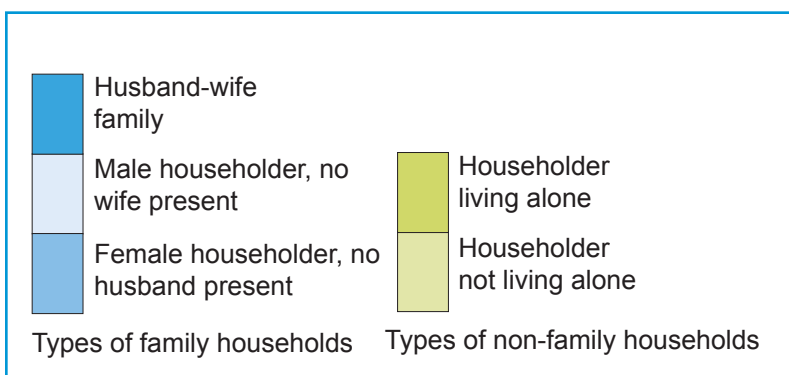 Husband-wife
family
Male householder, no
wife present
Female householder, no
husband present
Types of family households
Householder
living alone
Householder
not living alone
Types of non-family households